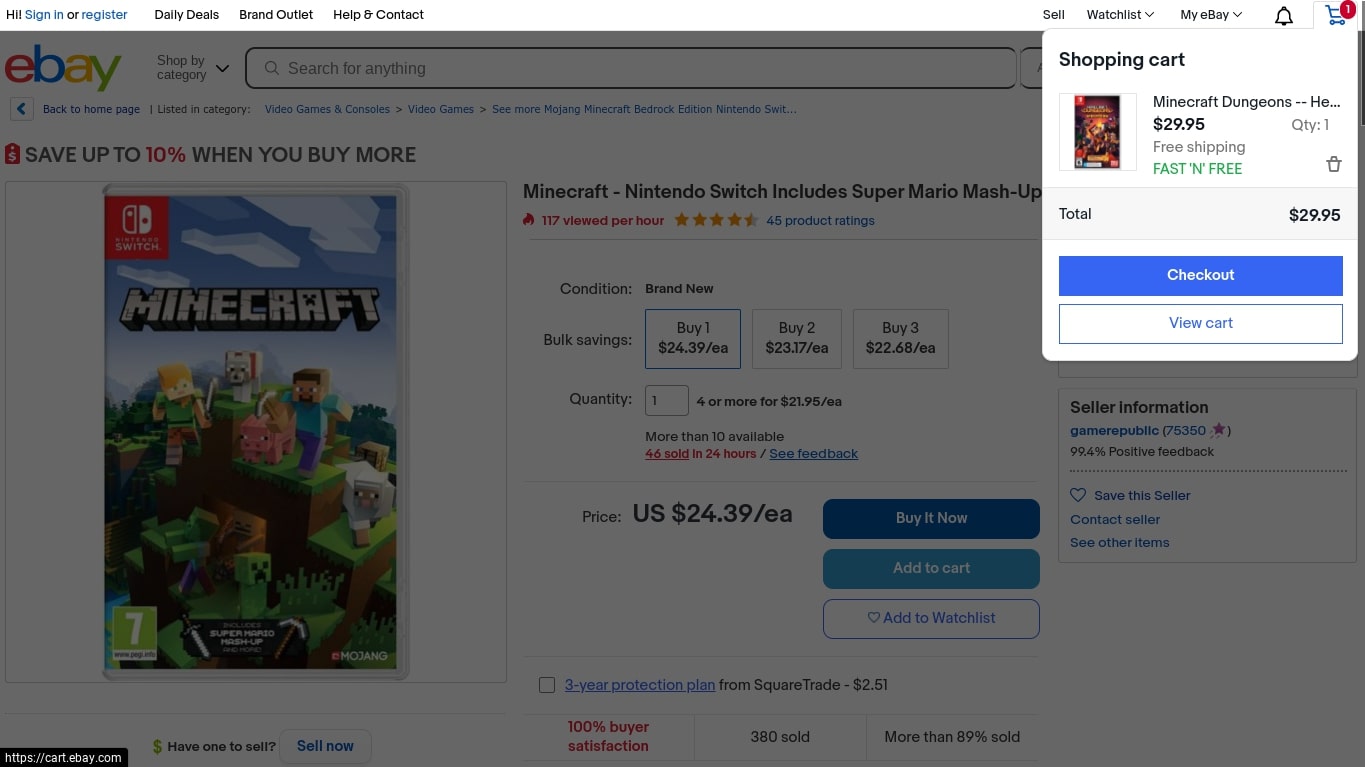 Hi! Sign in or register
Daily Deals
Brand Outlet
Help & Contact
Sell
Watchlist
My eBay
1
ebay
Shop by
category
Search for anything
Back to home page
| Listed in category:
Video Games & Consoles > Video Games > See more Mojang Minecraft Bedrock Edition Nintendo Swit...
SAVE UP TO 10% WHEN YOU BUY MORE
NINTENDO
SWITCH.
MINECRAFT
7
www.pegi.info
INCLUDES
SUPER MARIO
MASH-UP
AND MORE!
MOJANG
Have one to sell?
Sell now
https://cart.ebay.com
Minecraft - Nintendo Switch Includes Super Mario Mash-Up
117 viewed per hour
45 product ratings
Condition: Brand New
Bulk savings:
Buy 1
$24.39/ea
Buy 2
$23.17/ea
Buy 3
$22.68/ea
Quantity: 1
4 or more for $21.95/ea
More than 10 available
46 sold in 24 hours / See feedback
Price: US $24.39/ea
Buy It Now
Add to cart
Add to Watchlist
3-year protection plan from SquareTrade - $2.51
100% buyer
satisfaction
380 sold
More than 89% sold
Shopping cart
Minecraft Dungeons -- He...
$29.95
Qty: 1
Free shipping
FAST 'N' FREE
Total
$29.95
Checkout
View cart
Seller information
gamerepublic (75350 )
99.4% Positive feedback
Save this Seller
Contact seller
See other items